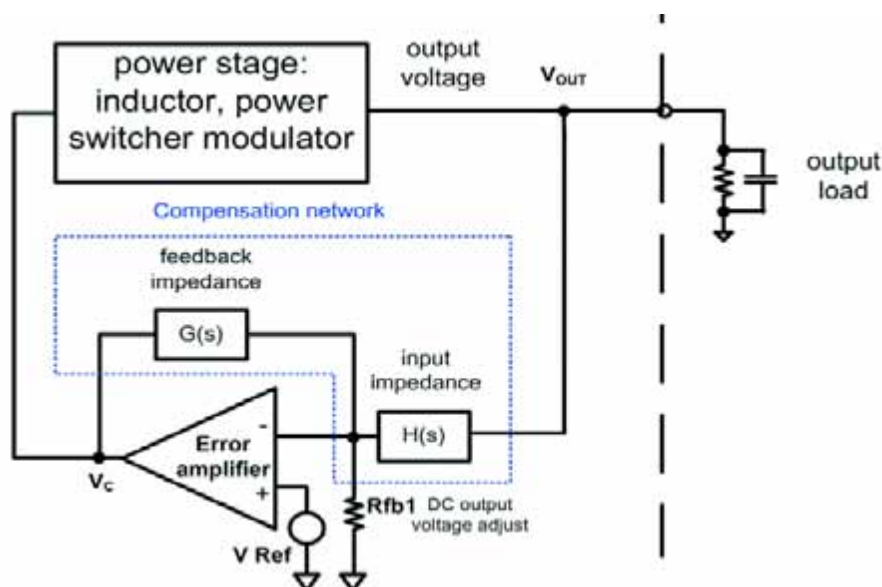 power stage:
inductor, power
switcher modulator
output
voltage
VOUT
output
load
Compensation network
feedback
impedance
G(s)
input
impedance
H(s)
-
Error
amplifier
+
VC
V Ref
Rfb1
DC output
voltage adjust